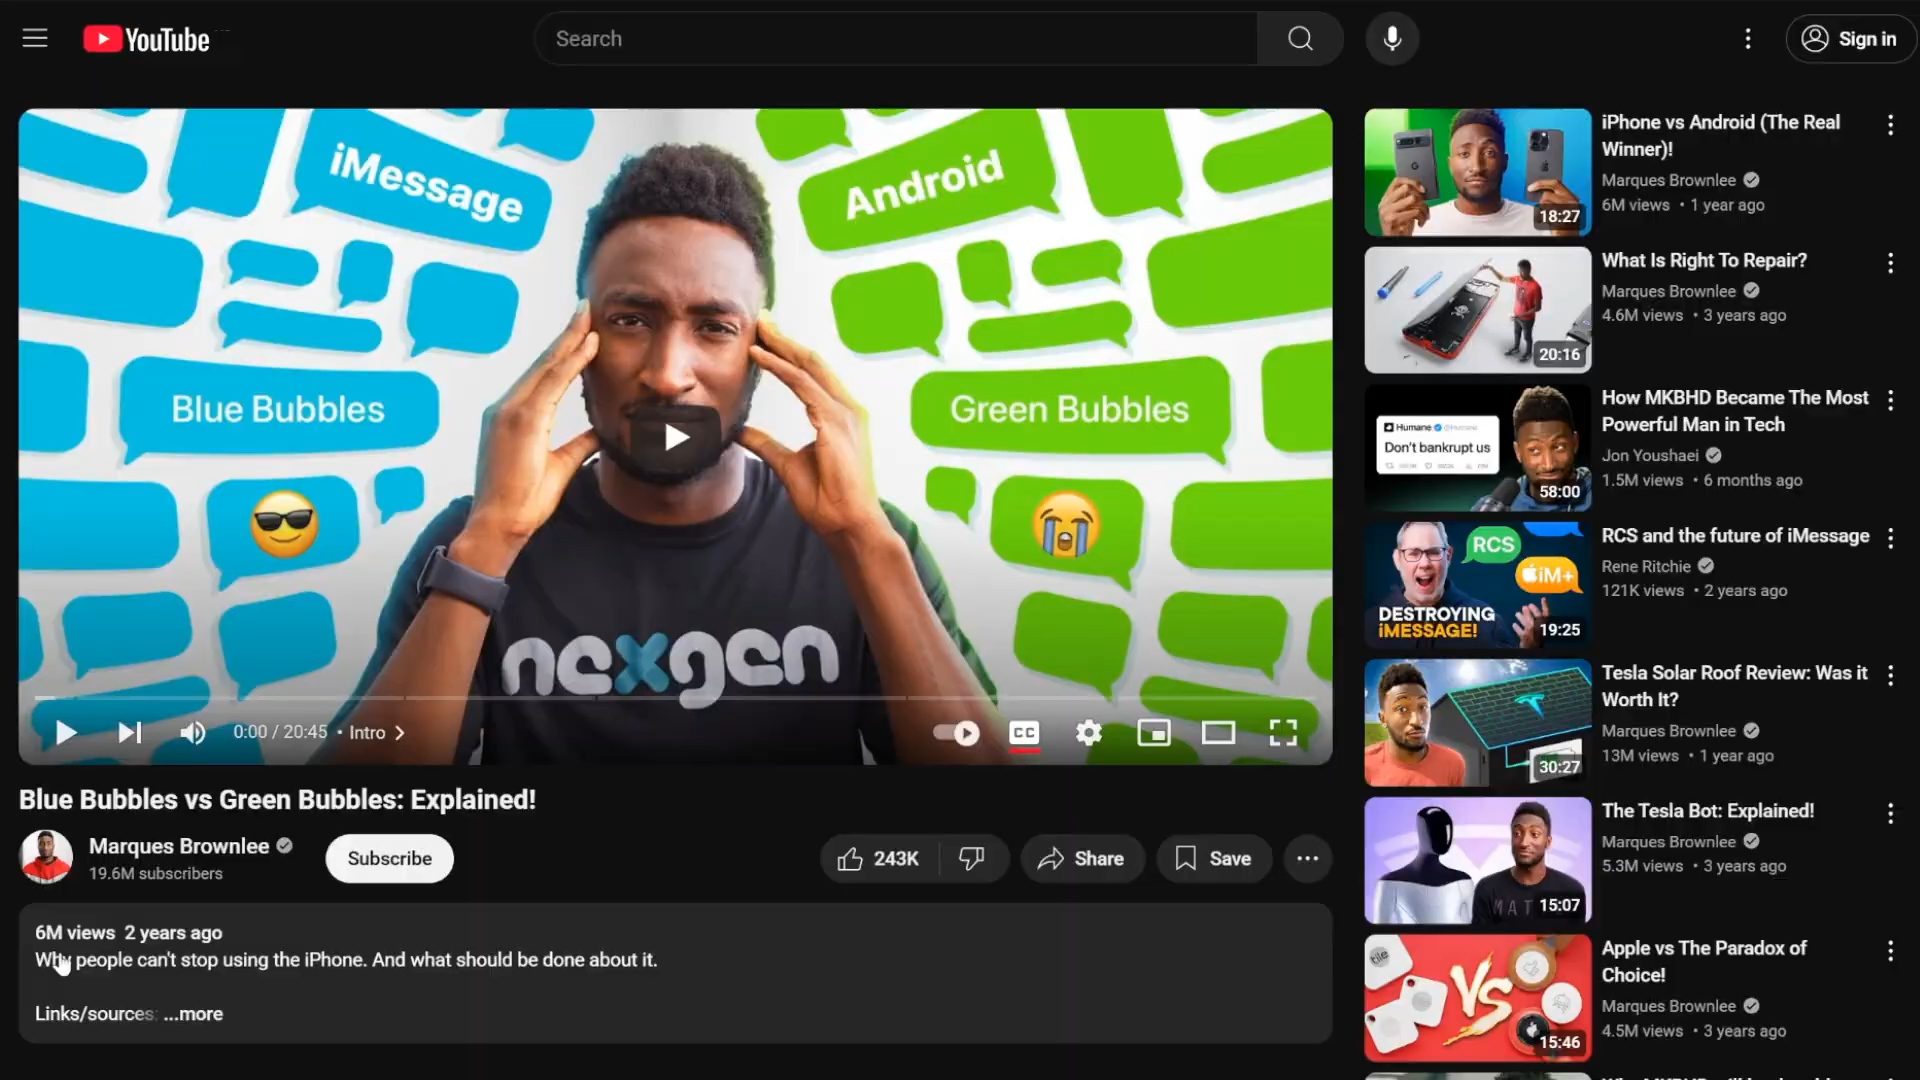 YouTube
Search
Sign in
iMessage
Android
Blue Bubbles
Green Bubbles
nexgen
0:00 / 20:45 • Intro
CC
Blue Bubbles vs Green Bubbles: Explained!
Marques Brownlee
19.6M subscribers
Subscribe
243K
Share
Save
6M views 2 years ago
Why people can't stop using the iPhone. And what should be done about it.
Links/sources: ...more
18:27
iPhone vs Android (The Real
Winner)!
Marques Brownlee
6M views • 1 year ago
20:16
What Is Right To Repair?
Marques Brownlee
4.6M views • 3 years ago
Humane @Humane
Don't bankrupt us
58:00
How MKBHD Became The Most
Powerful Man in Tech
Jon Youshaei
1.5M views • 6 months ago
RCS
iM+
DESTROYING
iMESSAGE!
19:25
RCS and the future of iMessage
Rene Ritchie
121K views • 2 years ago
30:27
Tesla Solar Roof Review: Was it
Worth It?
Marques Brownlee
13M views • 1 year ago
MAT
15:07
The Tesla Bot: Explained!
Marques Brownlee
5.3M views • 3 years ago
tile
VS
15:46
Apple vs The Paradox of
Choice!
Marques Brownlee
4.5M views • 3 years ago